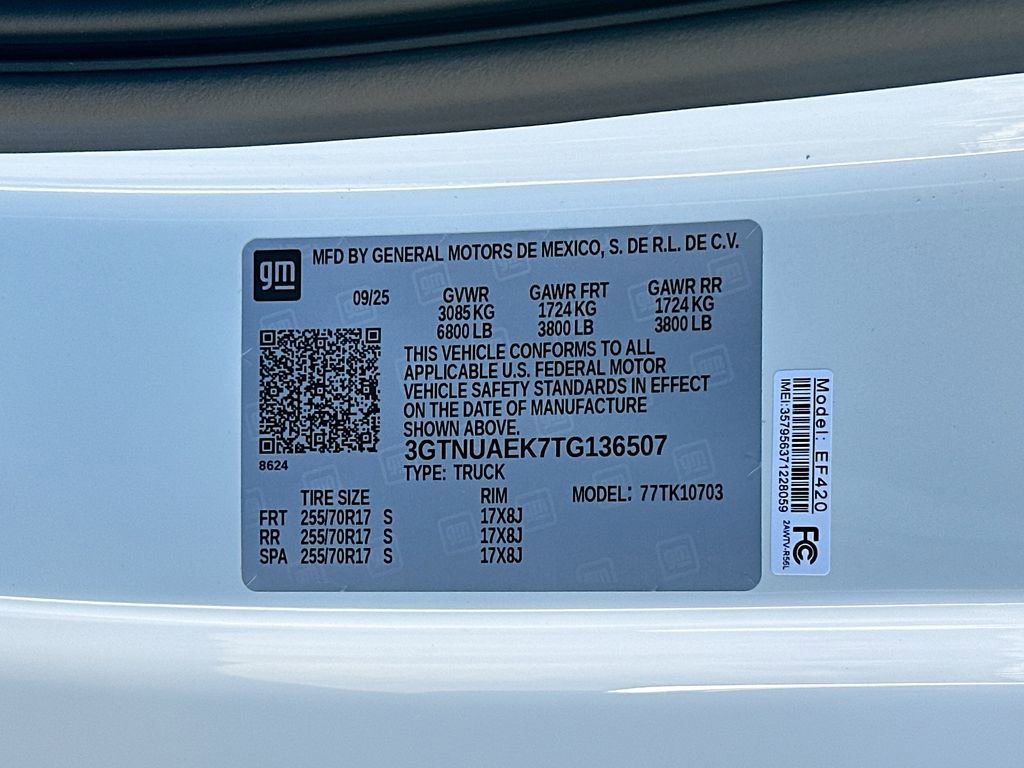 gm
MFD BY GENERAL MOTORS DE MEXICO, S. DE R.L. DE C.V.
09/25 GVWR GAWR FRT GAWR RR
3085 KG 1724 KG 1724 KG
6800 LB 3800 LB 3800 LB
THIS VEHICLE CONFORMS TO ALL
APPLICABLE U.S. FEDERAL MOTOR
VEHICLE SAFETY STANDARDS IN EFFECT
ON THE DATE OF MANUFACTURE
SHOWN ABOVE.
3GTNUAEK7TG136507
8624
TYPE: TRUCK
TIRE SIZE RIM MODEL: 77TK10703
FRT 255/70R17 S 17X8J
RR 255/70R17 S 17X8J
SPA 255/70R17 S 17X8J
Model: EF420
IMEI:357956371228059
FC
2AWTV-R56L